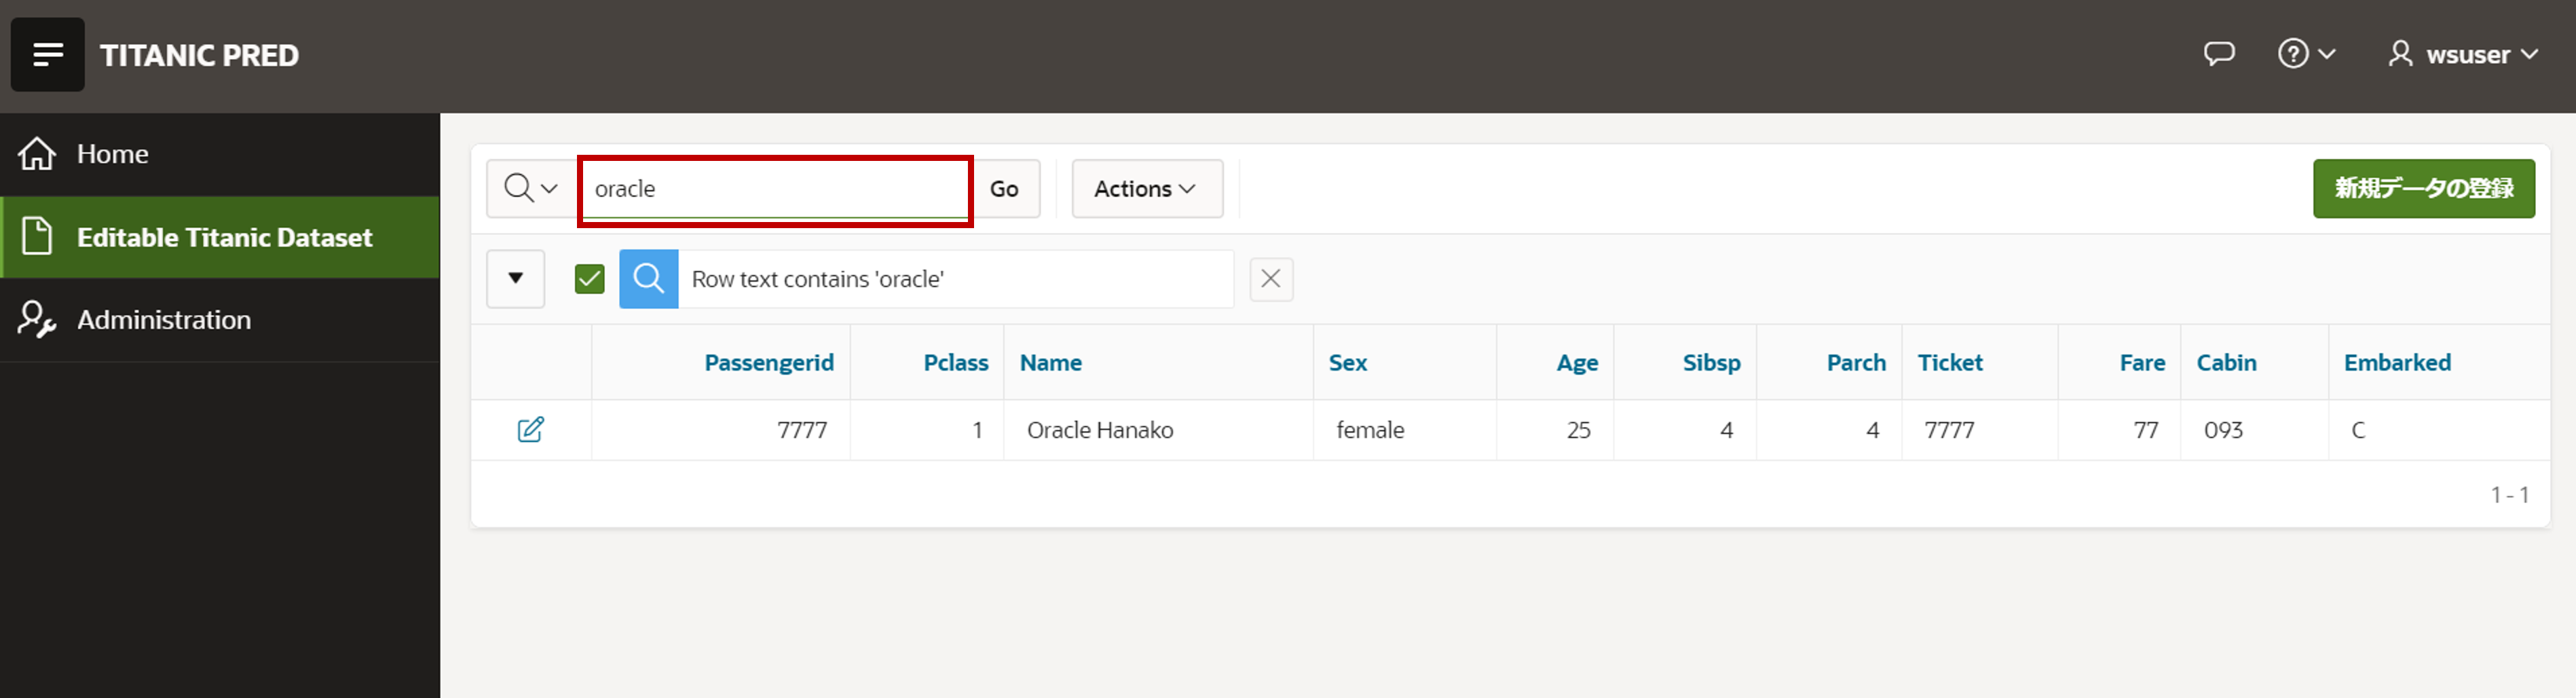 TITANIC PRED
wsuser
Home
Editable Titanic Dataset
Administration
oracle
Go
Actions
新規データの登録
Row text contains 'oracle'
Passengerid Pclass Name Sex Age Sibsp Parch Ticket Fare Cabin Embarked
7777 1 Oracle Hanako female 25 4 4 7777 77 093 C
1 - 1